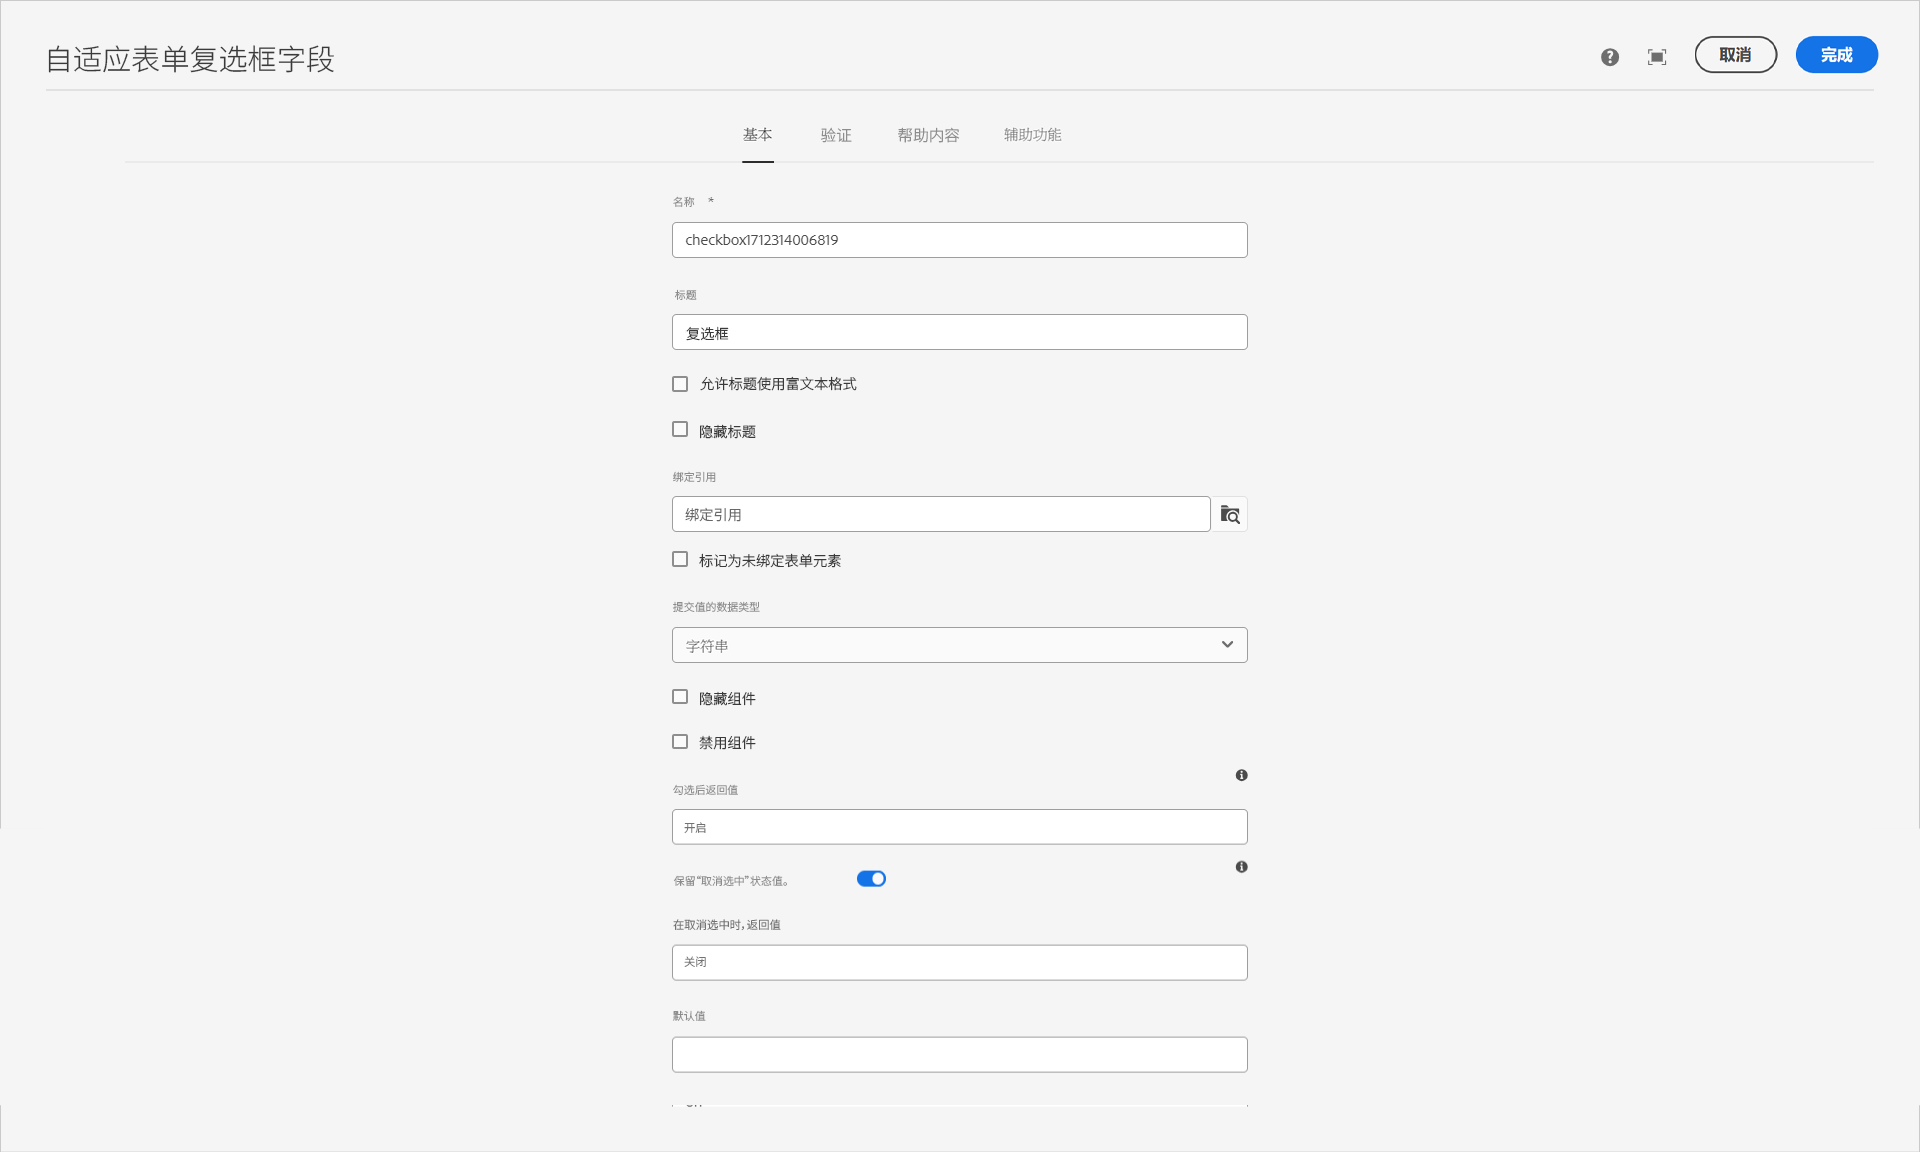 自适应表单复选框字段
取消
完成
基本
验证
帮助内容
辅助功能
名称 *
checkbox1712314006819
标题
复选框
允许标题使用富文本格式
隐藏标题
绑定引用
绑定引用
标记为未绑定表单元素
提交值的数据类型
字符串
隐藏组件
禁用组件
勾选后返回值
开启
保留“取消选中”状态值。
在取消选中时，返回值
关闭
默认值